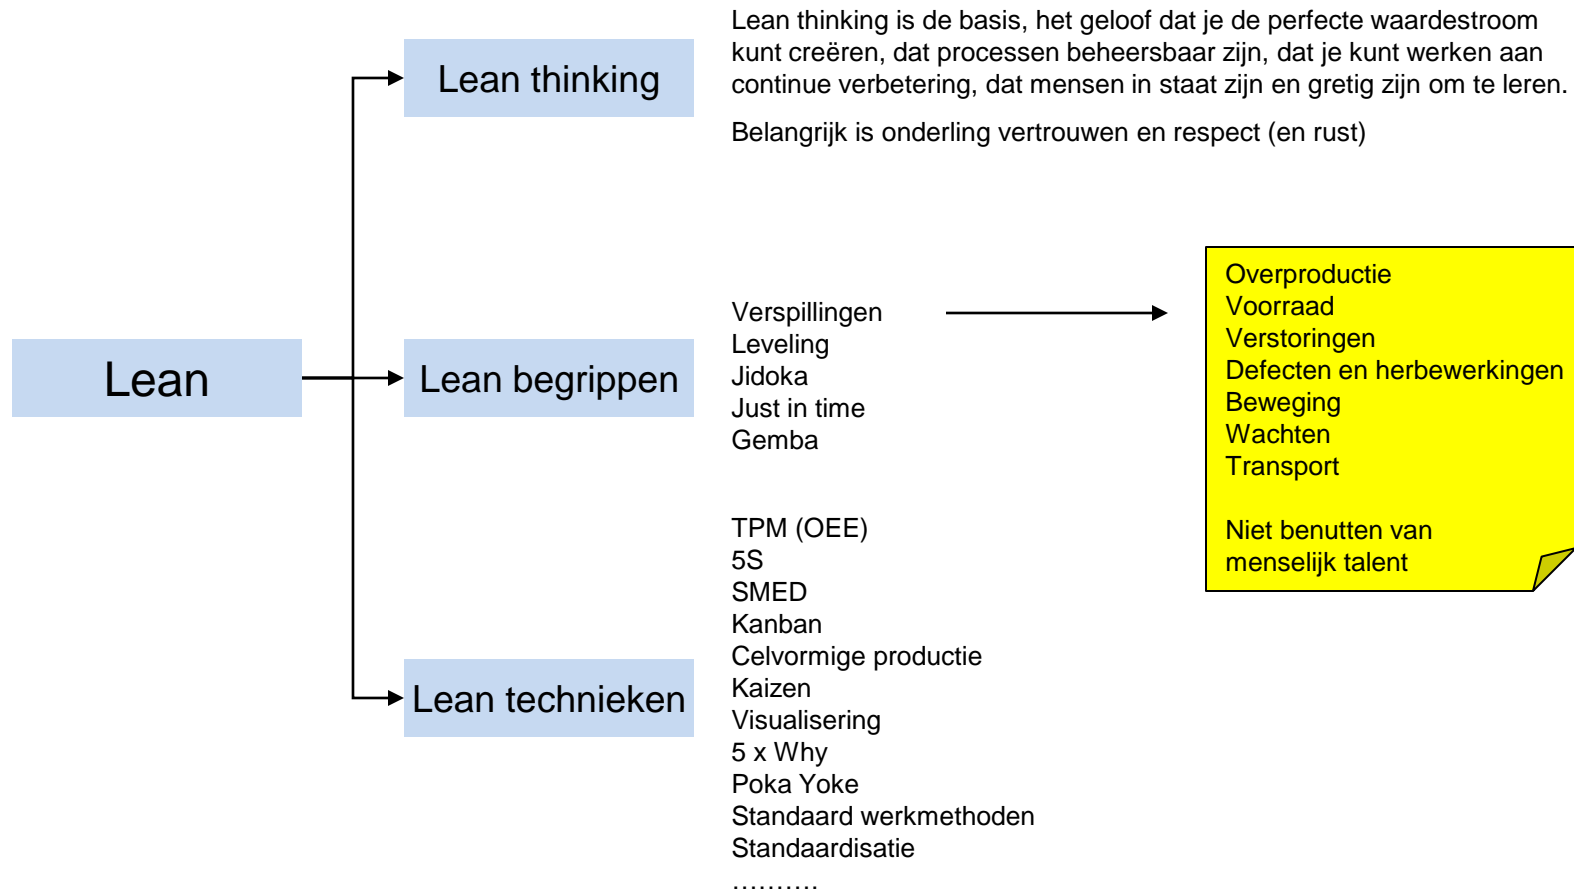 Lean thinking is de basis, het geloof dat je de perfecte waardestroom
kunt creëren, dat processen beheersbaar zijn, dat je kunt werken aan
continue verbetering, dat mensen in staat zijn en gretig zijn om te leren.
Belangrijk is onderling vertrouwen en respect (en rust)
Lean thinking
Lean
Lean begrippen
Verspillingen
Leveling
Jidoka
Just in time
Gemba
Overproductie
Voorraad
Verstoringen
Defecten en herbewerkingen
Beweging
Wachten
Transport
Niet benutten van
menselijk talent
Lean technieken
TPM (OEE)
5S
SMED
Kanban
Celvormige productie
Kaizen
Visualisering
5 x Why
Poka Yoke
Standaard werkmethoden
Standaardisatie
……….